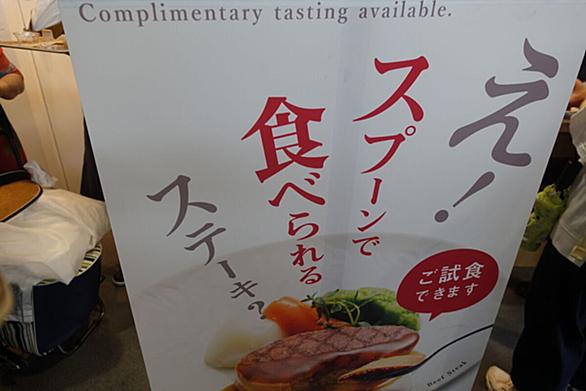 Complimentary tasting available.
え!
スプーンで
食べられる
ステーキ?
ご試食
できます
Beef Steak